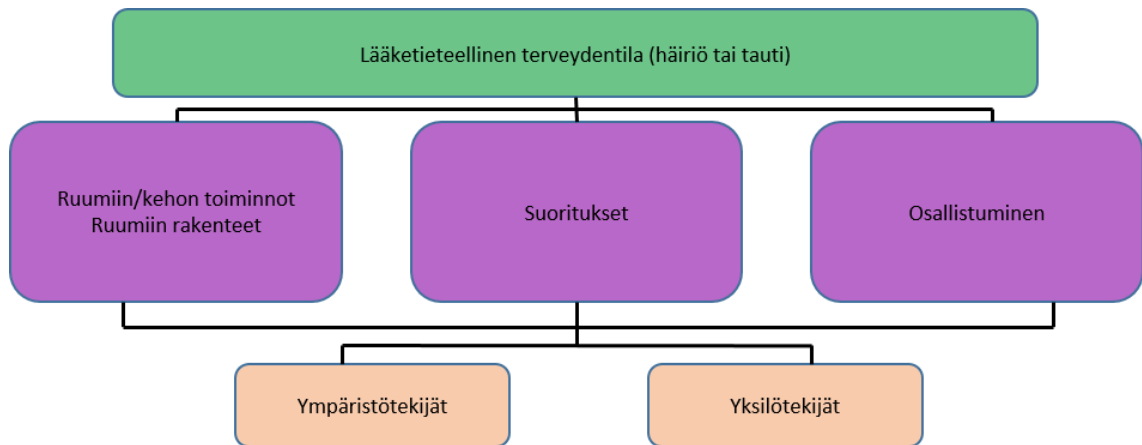 Lääketieteellinen terveydentila (häiriö tai tauti)
Ruumiin/kehon toiminnot
Ruumiin rakenteet
Suoritukset
Osallistuminen
Ympäristötekijät
Yksilötekijät